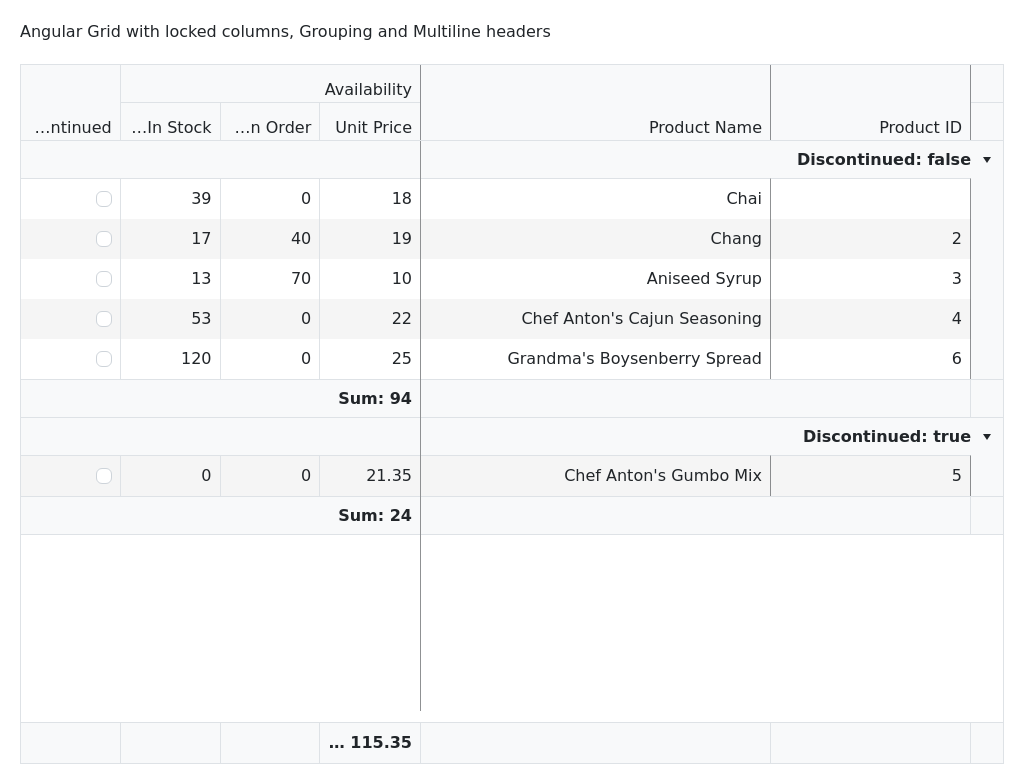 Angular Grid with locked columns, Grouping and Multiline headers
Availability
…ntinued …In Stock …n Order Unit Price Product Name Product ID
Discontinued: false
39 0 18 Chai
17 40 19 Chang 2
13 70 10 Aniseed Syrup 3
53 0 22 Chef Anton's Cajun Seasoning 4
120 0 25 Grandma's Boysenberry Spread 6
Sum: 94
Discontinued: true
0 0 21.35 Chef Anton's Gumbo Mix 5
Sum: 24
… 115.35